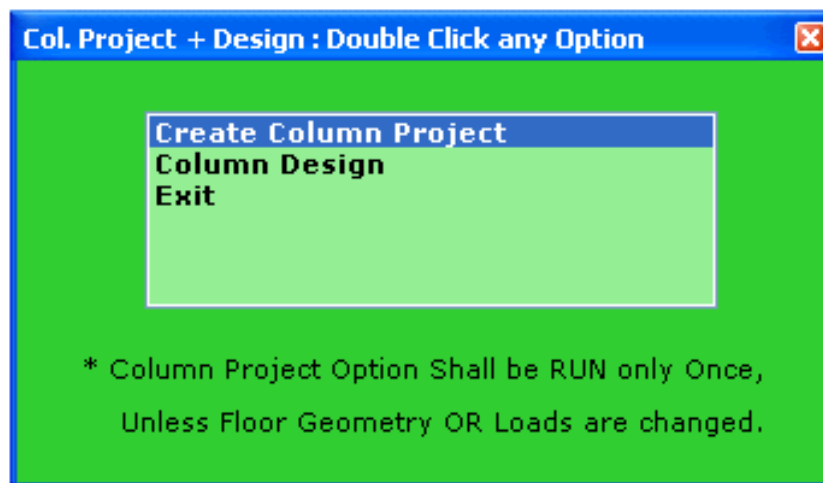 Col. Project + Design : Double Click any Option
Create Column Project
Column Design
Exit
* Column Project Option Shall be RUN only Once,
Unless Floor Geometry OR Loads are changed.